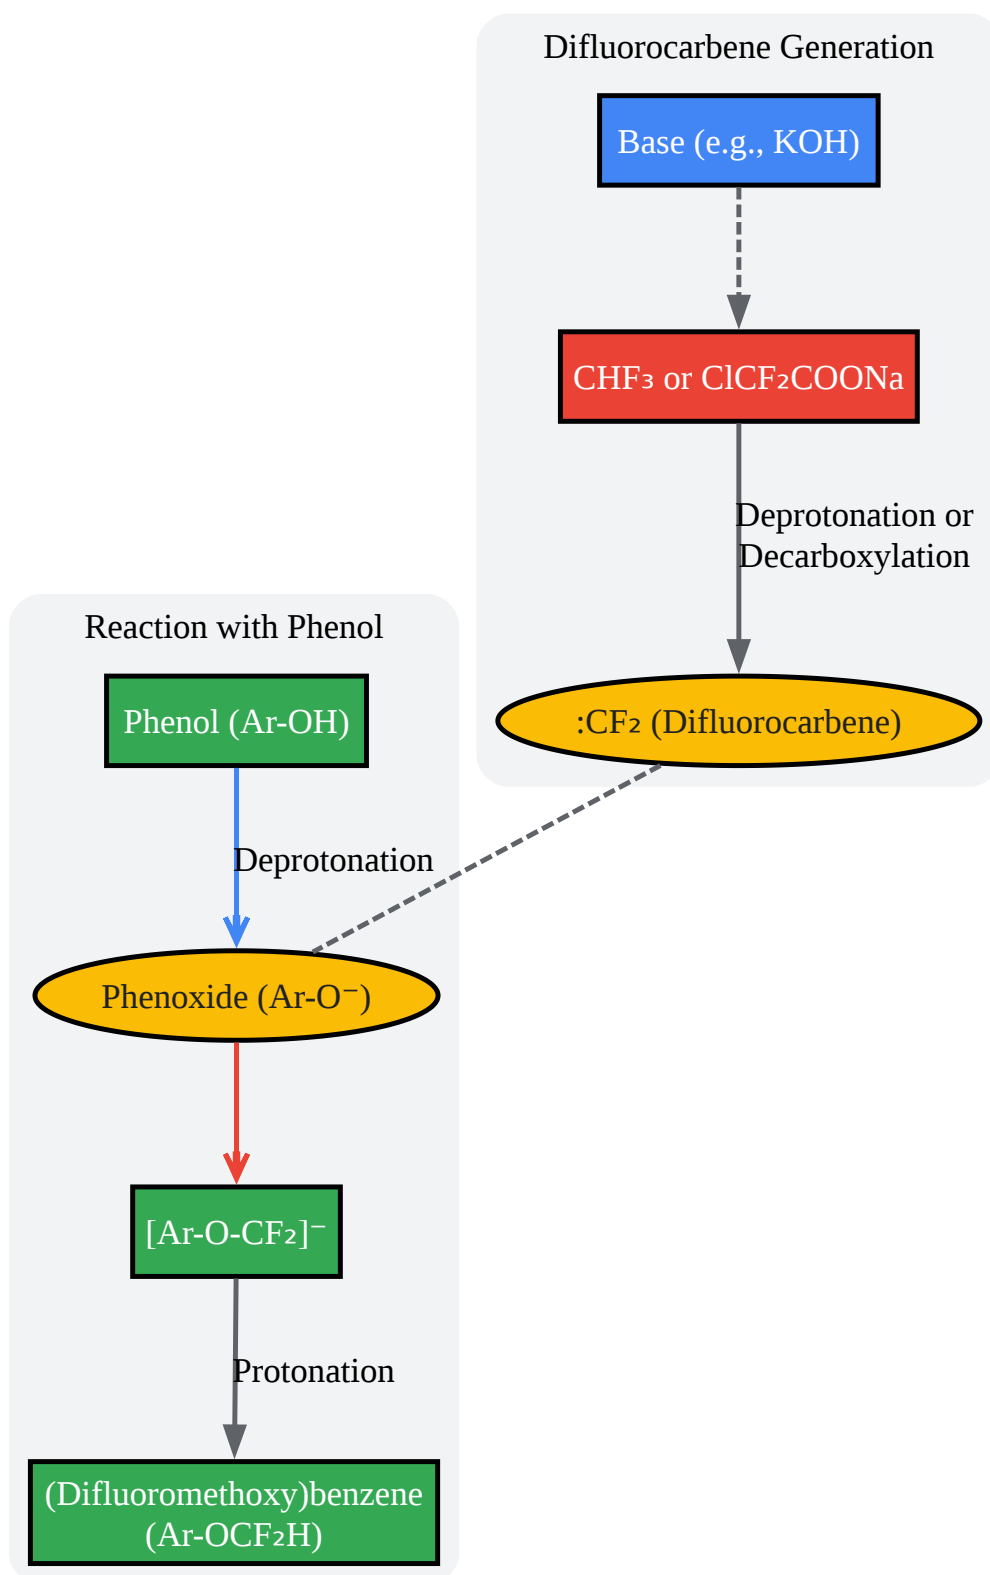 Difluorocarbene Generation
Base (e.g., KOH)
CHF₃ or ClCF₂COONa
Deprotonation or
Decarboxylation
:CF₂ (Difluorocarbene)
Reaction with Phenol
Phenol (Ar-OH)
Deprotonation
Phenoxide (Ar-O⁻)
[Ar-O-CF₂]⁻
Protonation
(Difluoromethoxy)benzene
(Ar-OCF₂H)